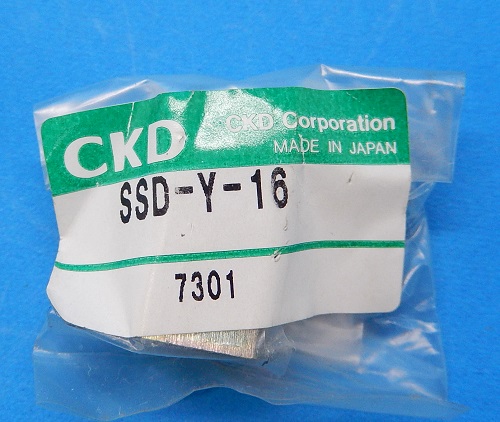 CKD
CKD Corporation
MADE IN JAPAN
SSD-Y-16
7301